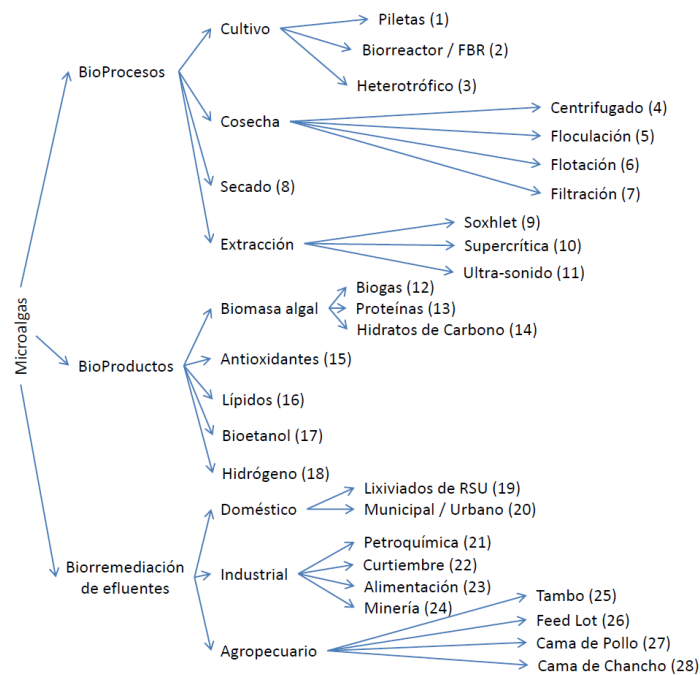 Microalgas
BioProcesos
Cultivo
Piletas (1)
Biorreactor / FBR (2)
Heterotrófico (3)
Cosecha
Centrifugado (4)
Floculación (5)
Flotación (6)
Filtración (7)
Secado (8)
Extracción
Soxhlet (9)
Supercrítica (10)
Ultra-sonido (11)
BioProductos
Biomasa algal
Biogas (12)
Proteínas (13)
Hidratos de Carbono (14)
Antioxidantes (15)
Lípidos (16)
Bioetanol (17)
Hidrógeno (18)
Biorremediación
de efluentes
Doméstico
Lixiviados de RSU (19)
Municipal / Urbano (20)
Industrial
Petroquímica (21)
Curtiembre (22)
Alimentación (23)
Minería (24)
Agropecuario
Tambo (25)
Feed Lot (26)
Cama de Pollo (27)
Cama de Chancho (28)